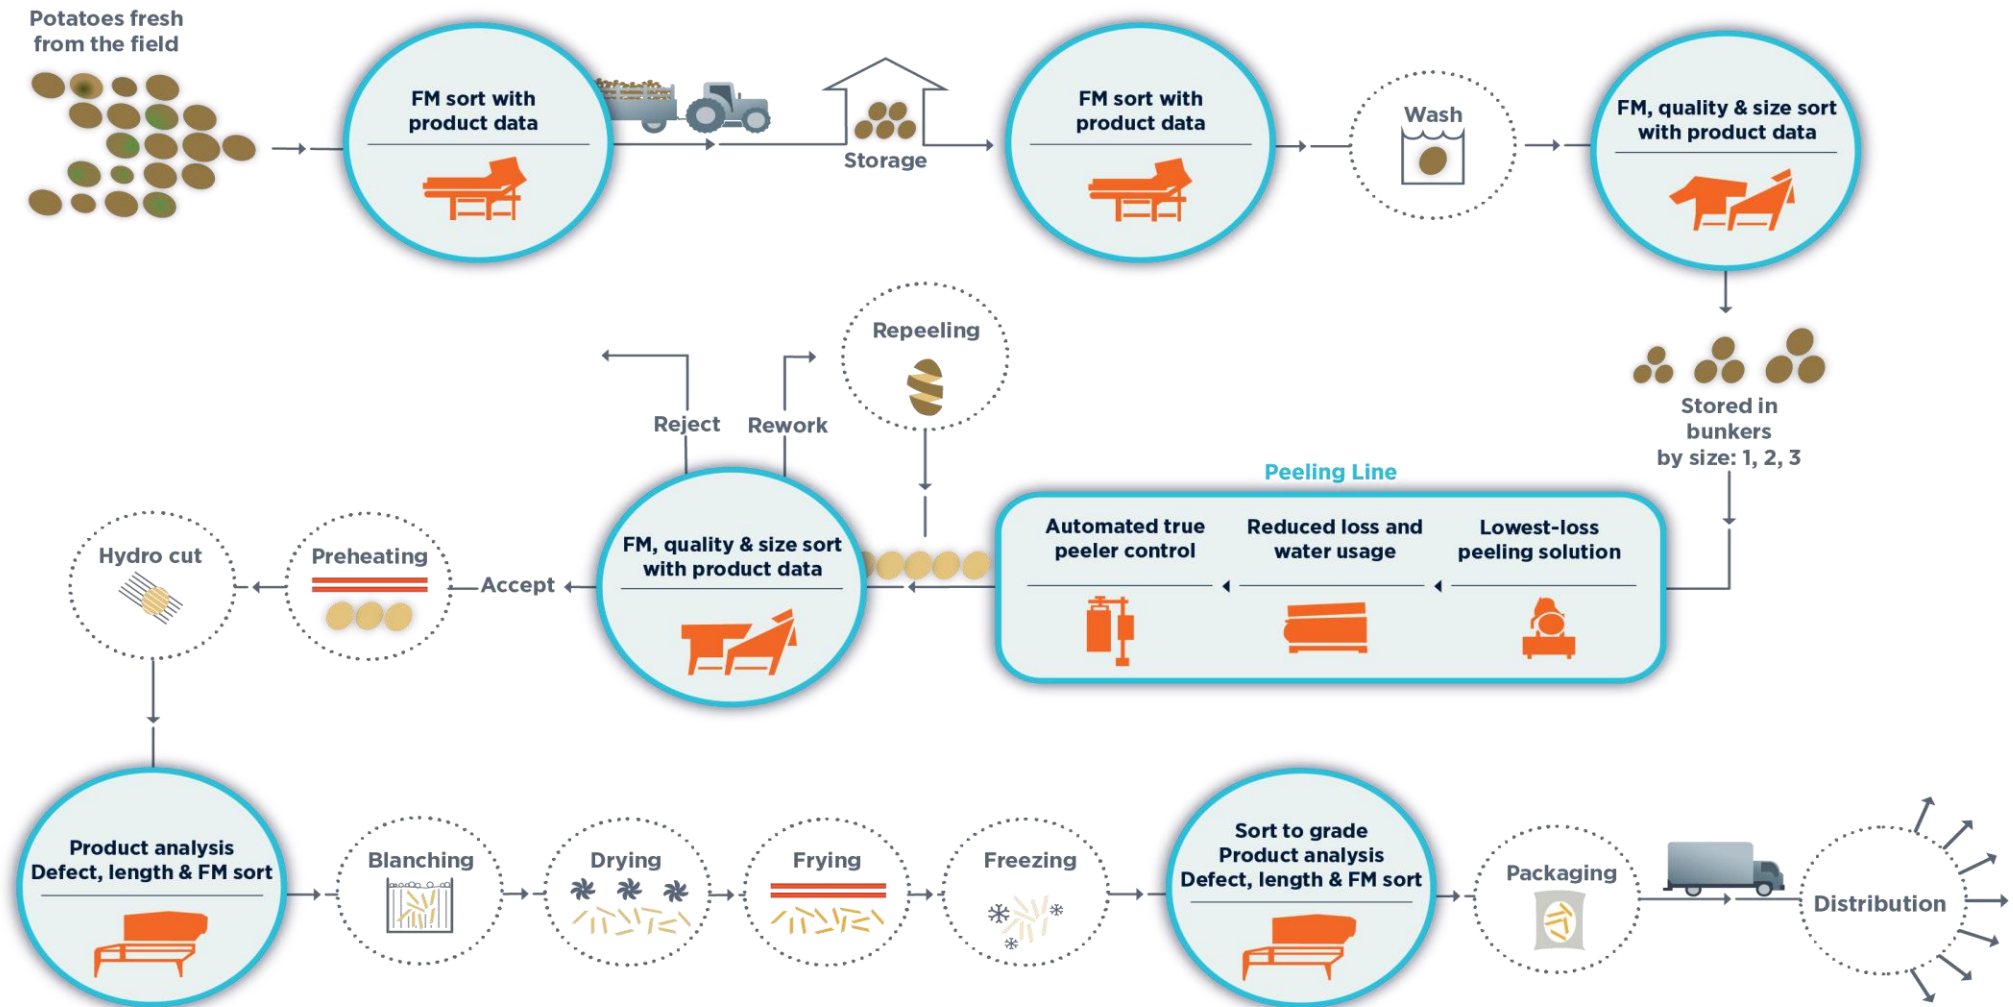 Potatoes fresh
from the field
FM sort with
product data
Storage
FM sort with
product data
Wash
FM, quality & size sort
with product data
Stored in
bunkers
by size: 1, 2, 3
Peeling Line
Lowest-loss
peeling solution
Reduced loss and
water usage
Automated true
peeler control
Repeeling
Reject
Rework
FM, quality & size sort
with product data
Accept
Preheating
Hydro cut
Product analysis
Defect, length & FM sort
Blanching
Drying
Frying
Freezing
Sort to grade
Product analysis
Defect, length & FM sort
Packaging
Distribution